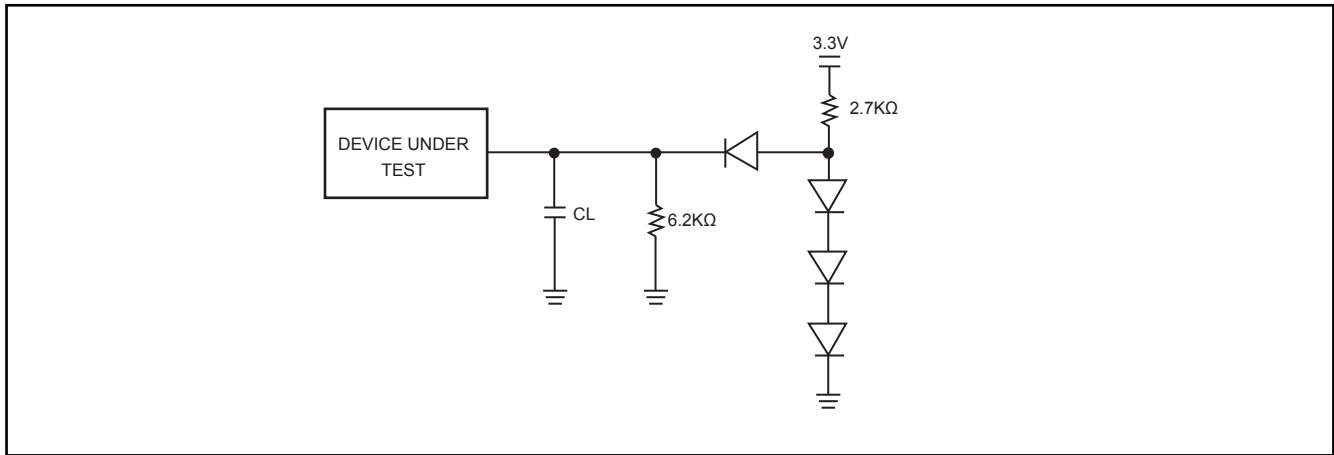 3.3V
2.7KΩ
DEVICE UNDER
TEST
CL
6.2KΩ